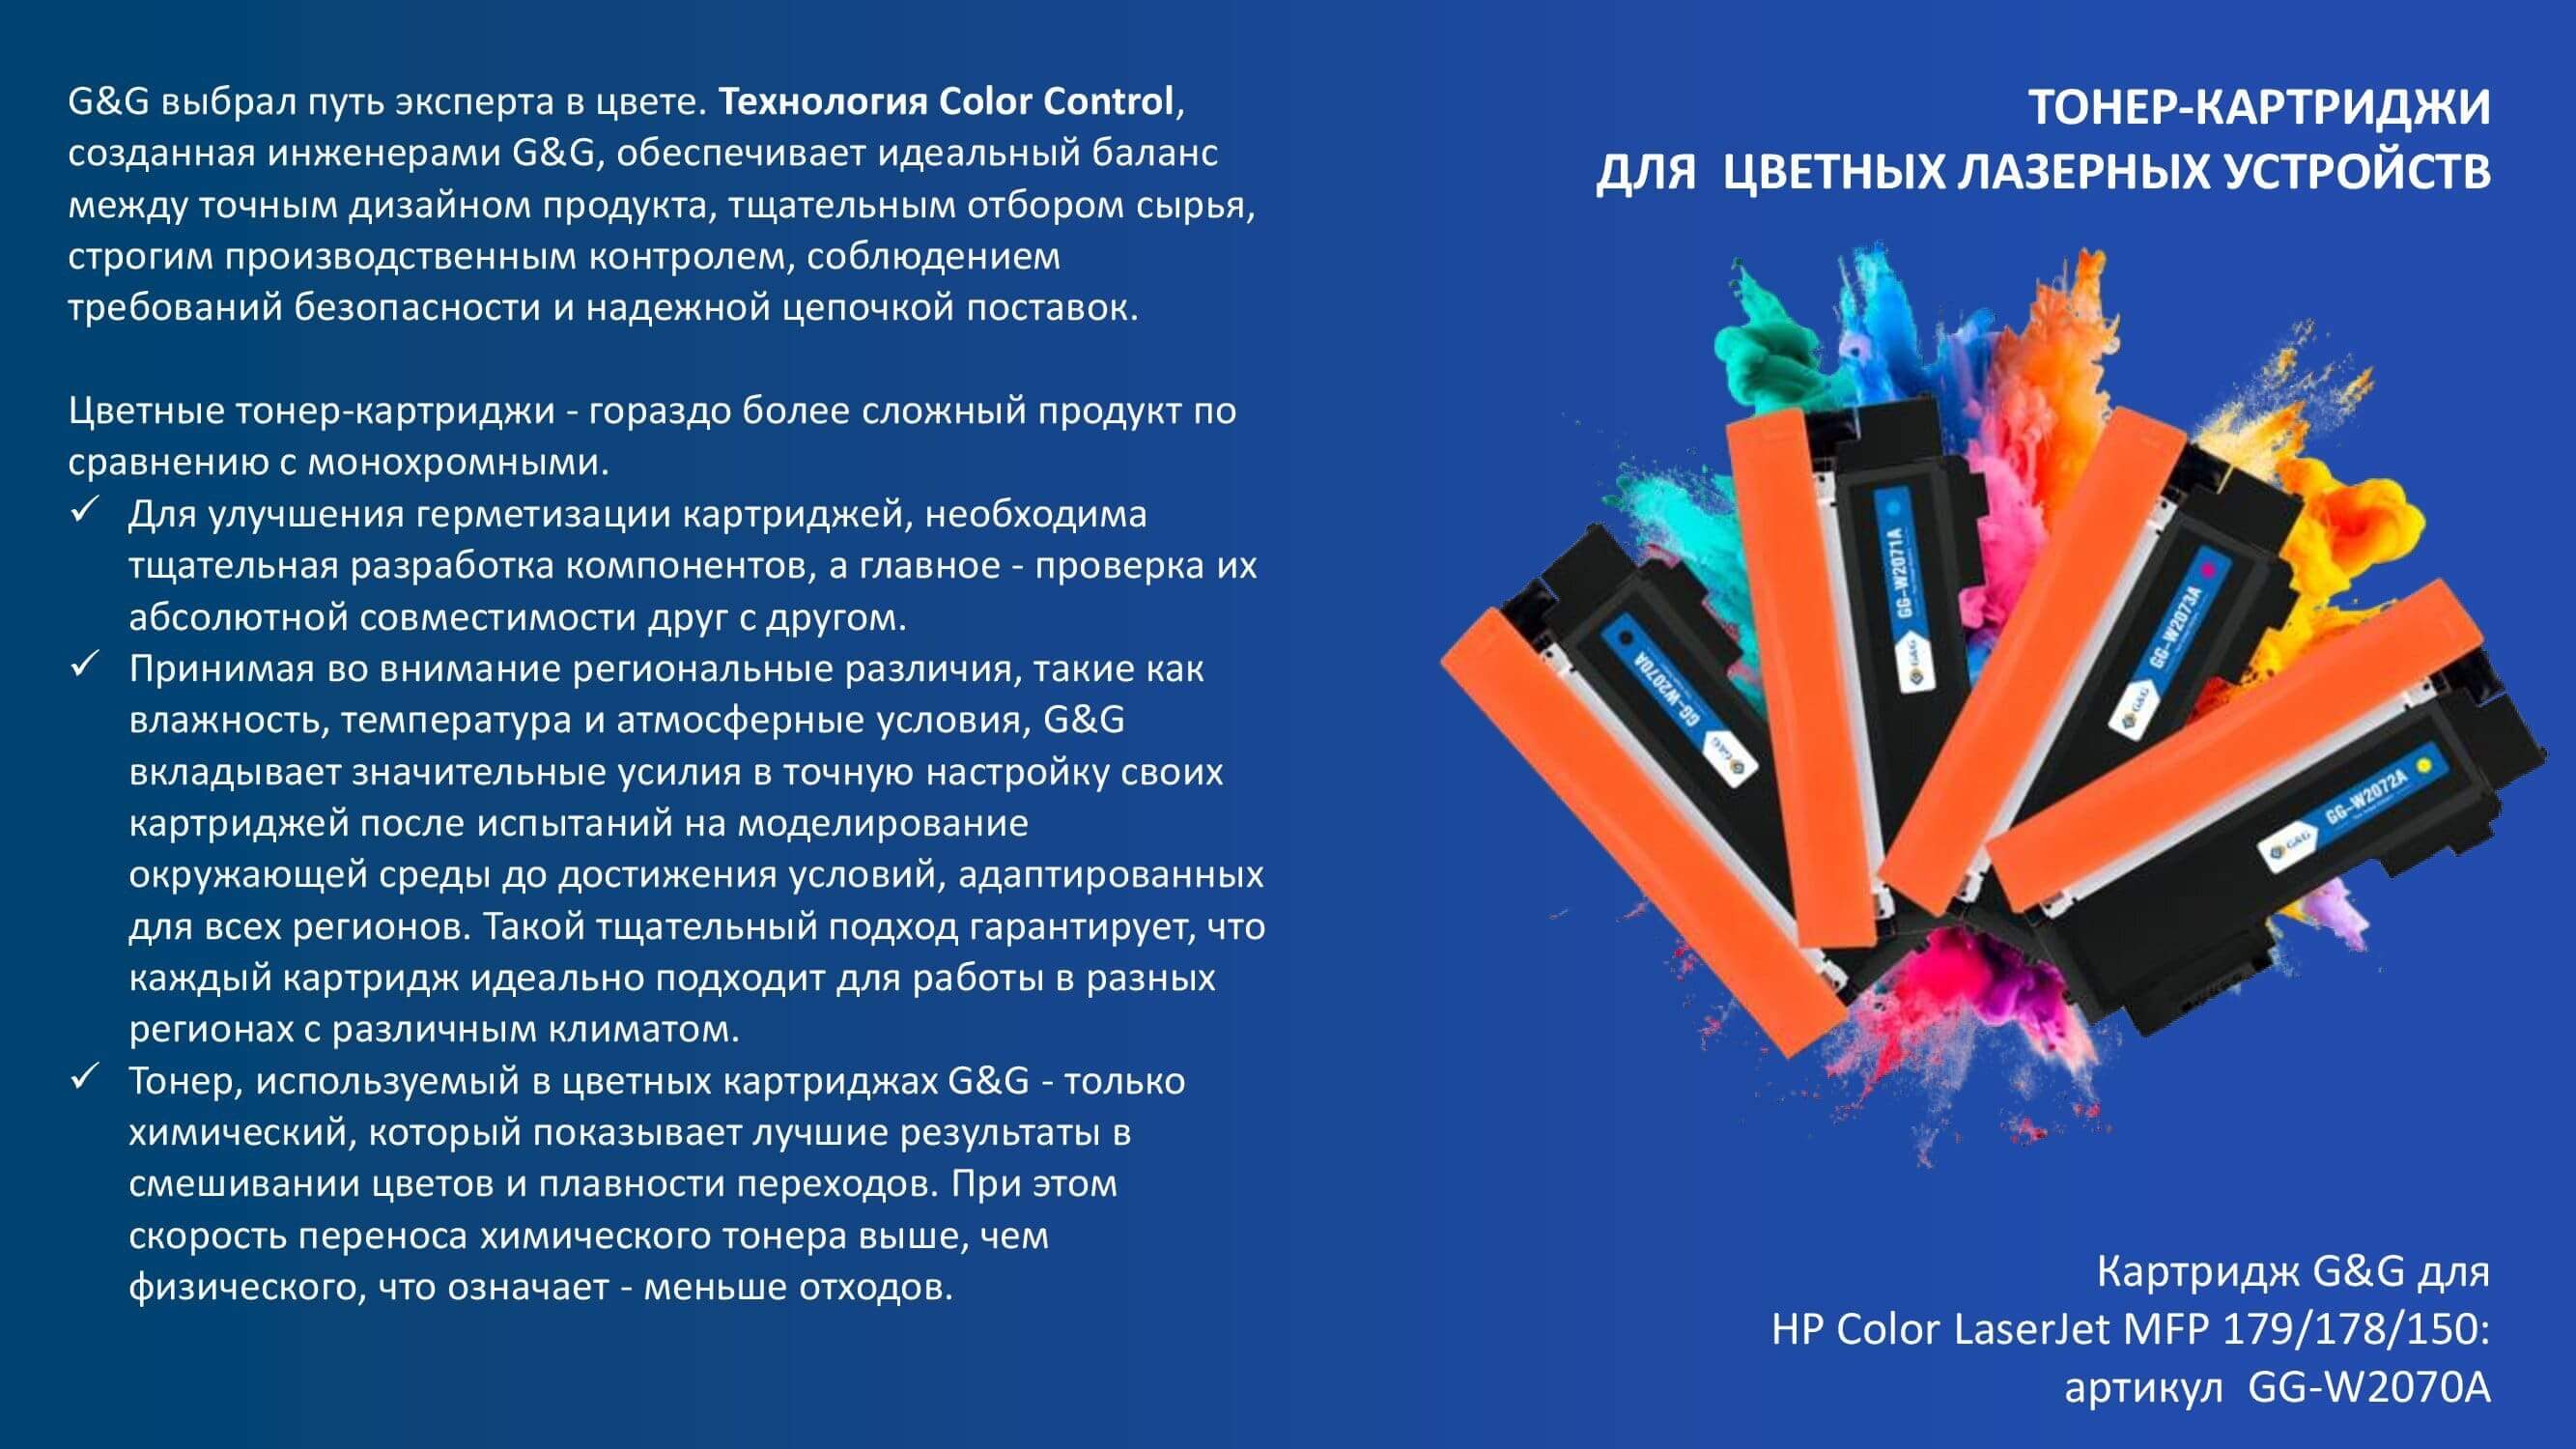 G&G выбрал путь эксперта в цвете. Технология Color Control,
созданная инженерами G&G, обеспечивает идеальный баланс
между точным дизайном продукта, тщательным отбором сырья,
строгим производственным контролем, соблюдением
требований безопасности и надежной цепочкой поставок.
Цветные тонер-картриджи - гораздо более сложный продукт по
сравнению с монохромными.
✓ Для улучшения герметизации картриджей, необходима
тщательная разработка компонентов, а главное - проверка их
абсолютной совместимости друг с другом.
✓ Принимая во внимание региональные различия, такие как
влажность, температура и атмосферные условия, G&G
вкладывает значительные усилия в точную настройку своих
картриджей после испытаний на моделирование
окружающей среды до достижения условий, адаптированных
для всех регионов. Такой тщательный подход гарантирует, что
каждый картридж идеально подходит для работы в разных
регионах с различным климатом.
✓ Тонер, используемый в цветных картриджах G&G - только
химический, который показывает лучшие результаты в
смешивании цветов и плавности переходов. При этом
скорость переноса химического тонера выше, чем
физического, что означает - меньше отходов.
ТОНЕР-КАРТРИДЖИ
ДЛЯ ЦВЕТНЫХ ЛАЗЕРНЫХ УСТРОЙСТВ
GG-W2070A
G&G
GG-W2071A
G&G
GG-W2073A
G&G
GG-W2072A
G&G
Картридж G&G для
HP Color LaserJet MFP 179/178/150:
артикул GG-W2070A